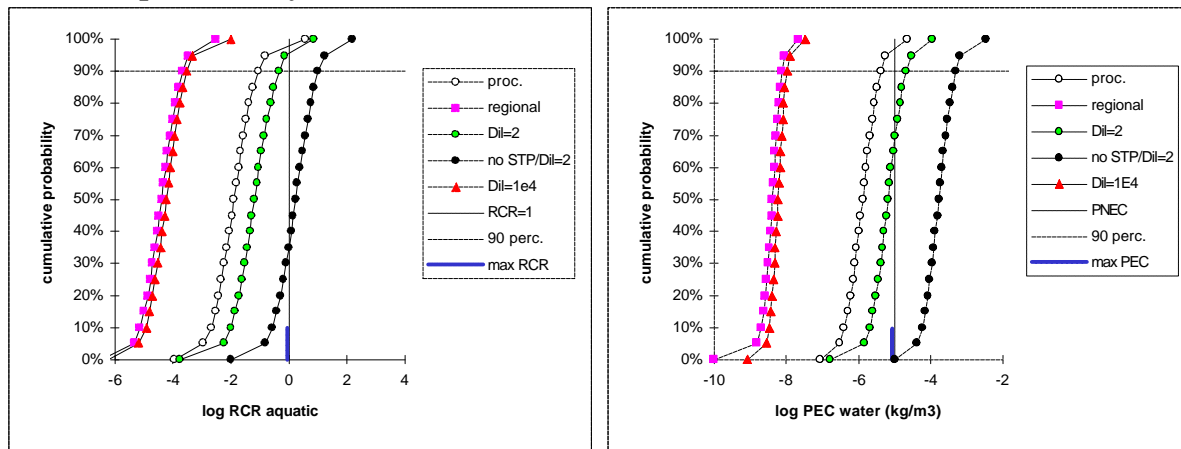 100%
90%
80%
70%
60%
50%
40%
30%
20%
10%
0%
cumulative probability
-6
-4
-2
0
2
4
log RCR aquatic
proc.
regional
Dil=2
no STP/Dil=2
Dil=1e4
RCR=1
90 perc.
max RCR
100%
90%
80%
70%
60%
50%
40%
30%
20%
10%
0%
cumulative probability
-10
-8
-6
-4
-2
log PEC water (kg/m3)
proc.
regional
Dil=2
no STP/Dil=2
Dil=1E4
PNEC
90 perc.
max PEC